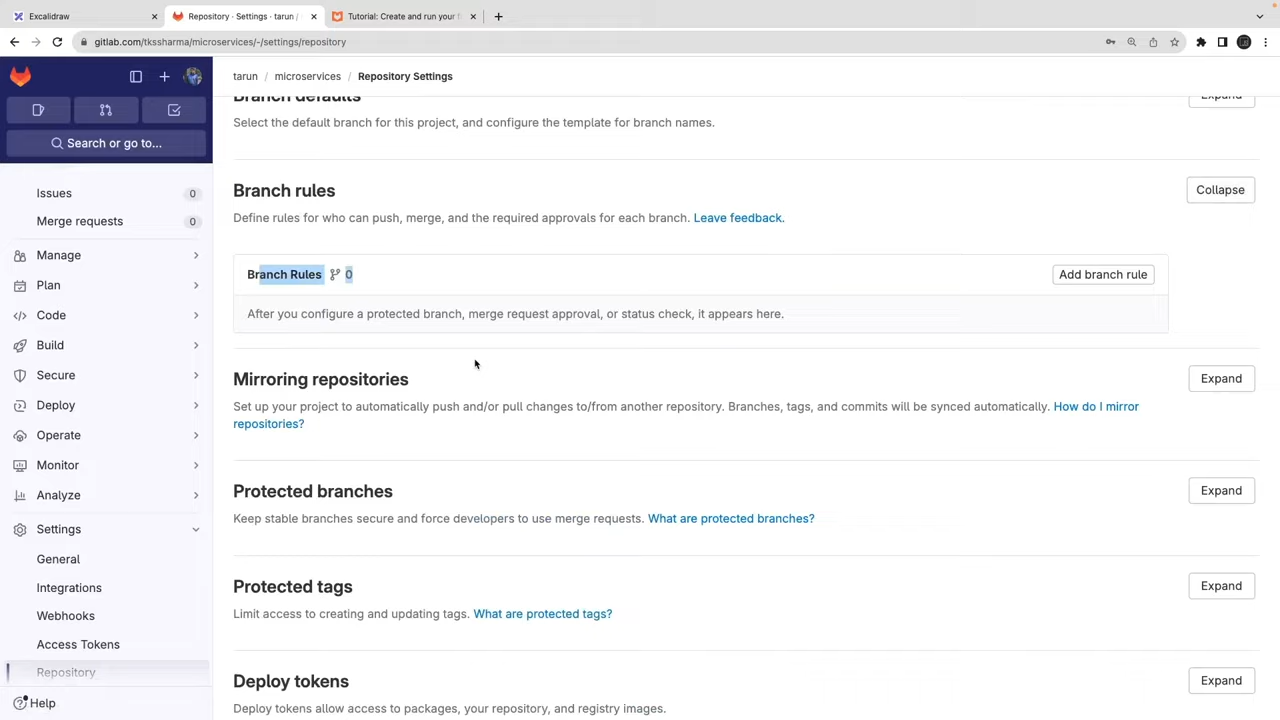 Excalidraw
Repository · Settings · tarun /
Tutorial: Create and run your f
gitlab.com/tkssharma/microservices/-/settings/repository
tarun / microservices / Repository Settings
Search or go to...
Issues 0
Merge requests 0
Manage
Plan
Code
Build
Secure
Deploy
Operate
Monitor
Analyze
Settings
General
Integrations
Webhooks
Access Tokens
Repository
Help
Branch defaults
Expand
Select the default branch for this project, and configure the template for branch names.
Branch rules
Collapse
Define rules for who can push, merge, and the required approvals for each branch. Leave feedback.
Branch Rules 0
Add branch rule
After you configure a protected branch, merge request approval, or status check, it appears here.
Mirroring repositories
Expand
Set up your project to automatically push and/or pull changes to/from another repository. Branches, tags, and commits will be synced automatically. How do I mirror
repositories?
Protected branches
Expand
Keep stable branches secure and force developers to use merge requests. What are protected branches?
Protected tags
Expand
Limit access to creating and updating tags. What are protected tags?
Deploy tokens
Expand
Deploy tokens allow access to packages, your repository, and registry images.